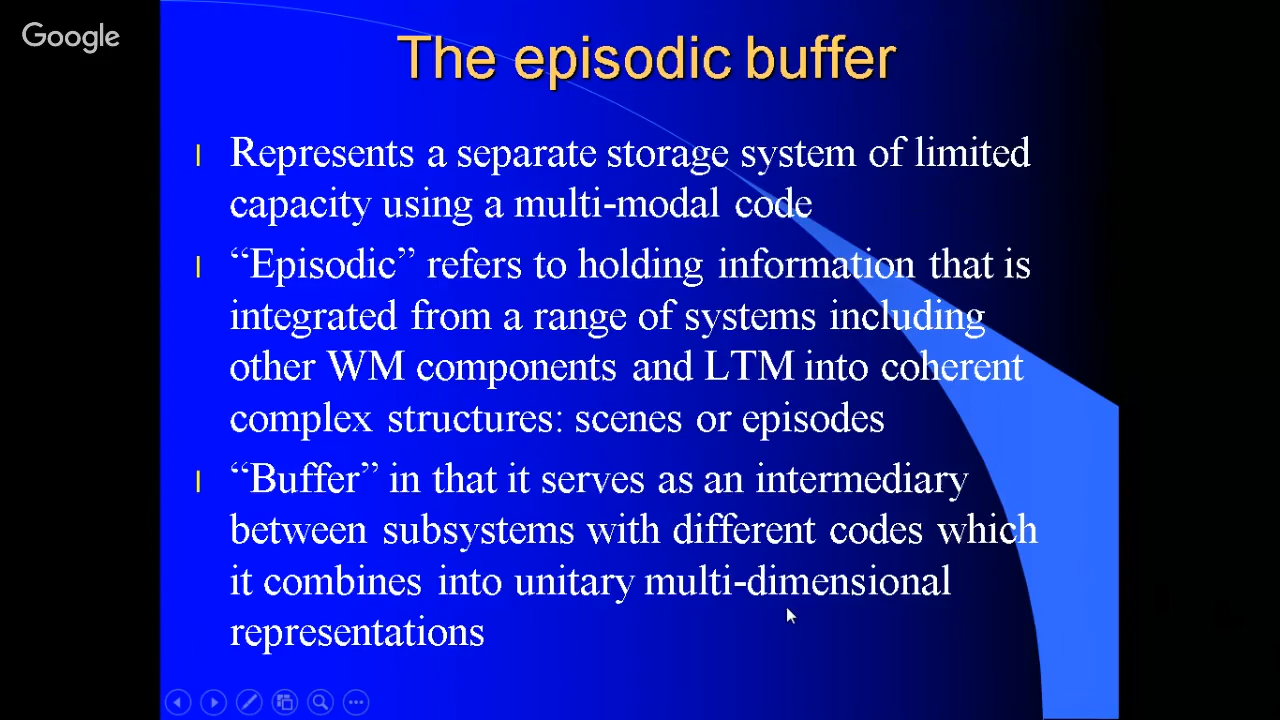 Google
The episodic buffer
Represents a separate storage system of limited
capacity using a multi-modal code
“Episodic” refers to holding information that is
integrated from a range of systems including
other WM components and LTM into coherent
complex structures: scenes or episodes
“Buffer” in that it serves as an intermediary
between subsystems with different codes which
it combines into unitary multi-dimensional
representations